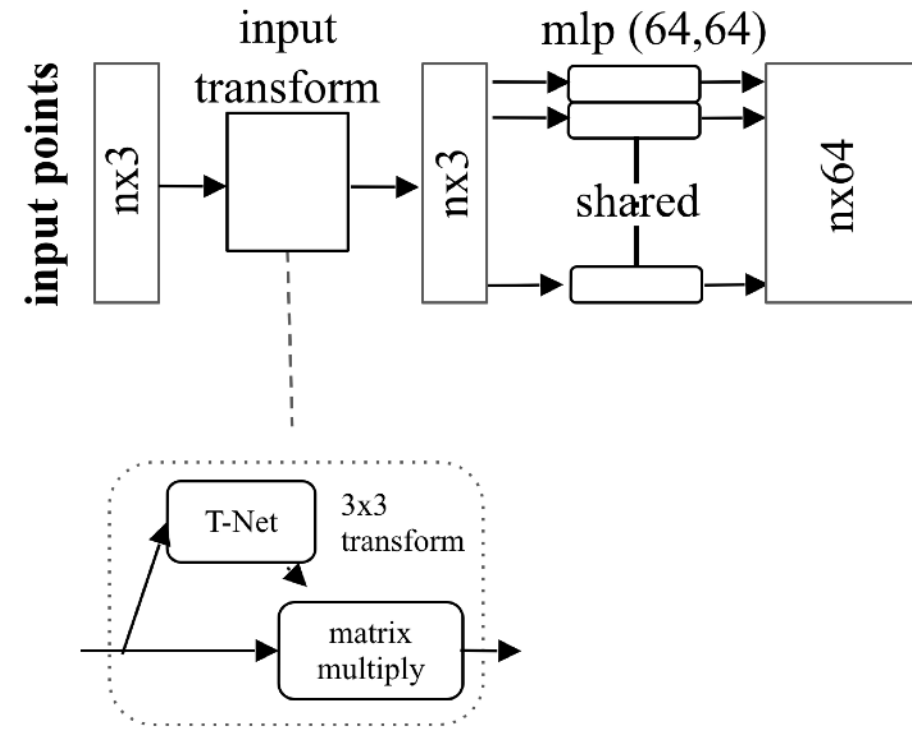 input points
nx3
input
transform
nx3
mlp (64,64)
shared
nx64
T-Net
3x3
transform
matrix
multiply